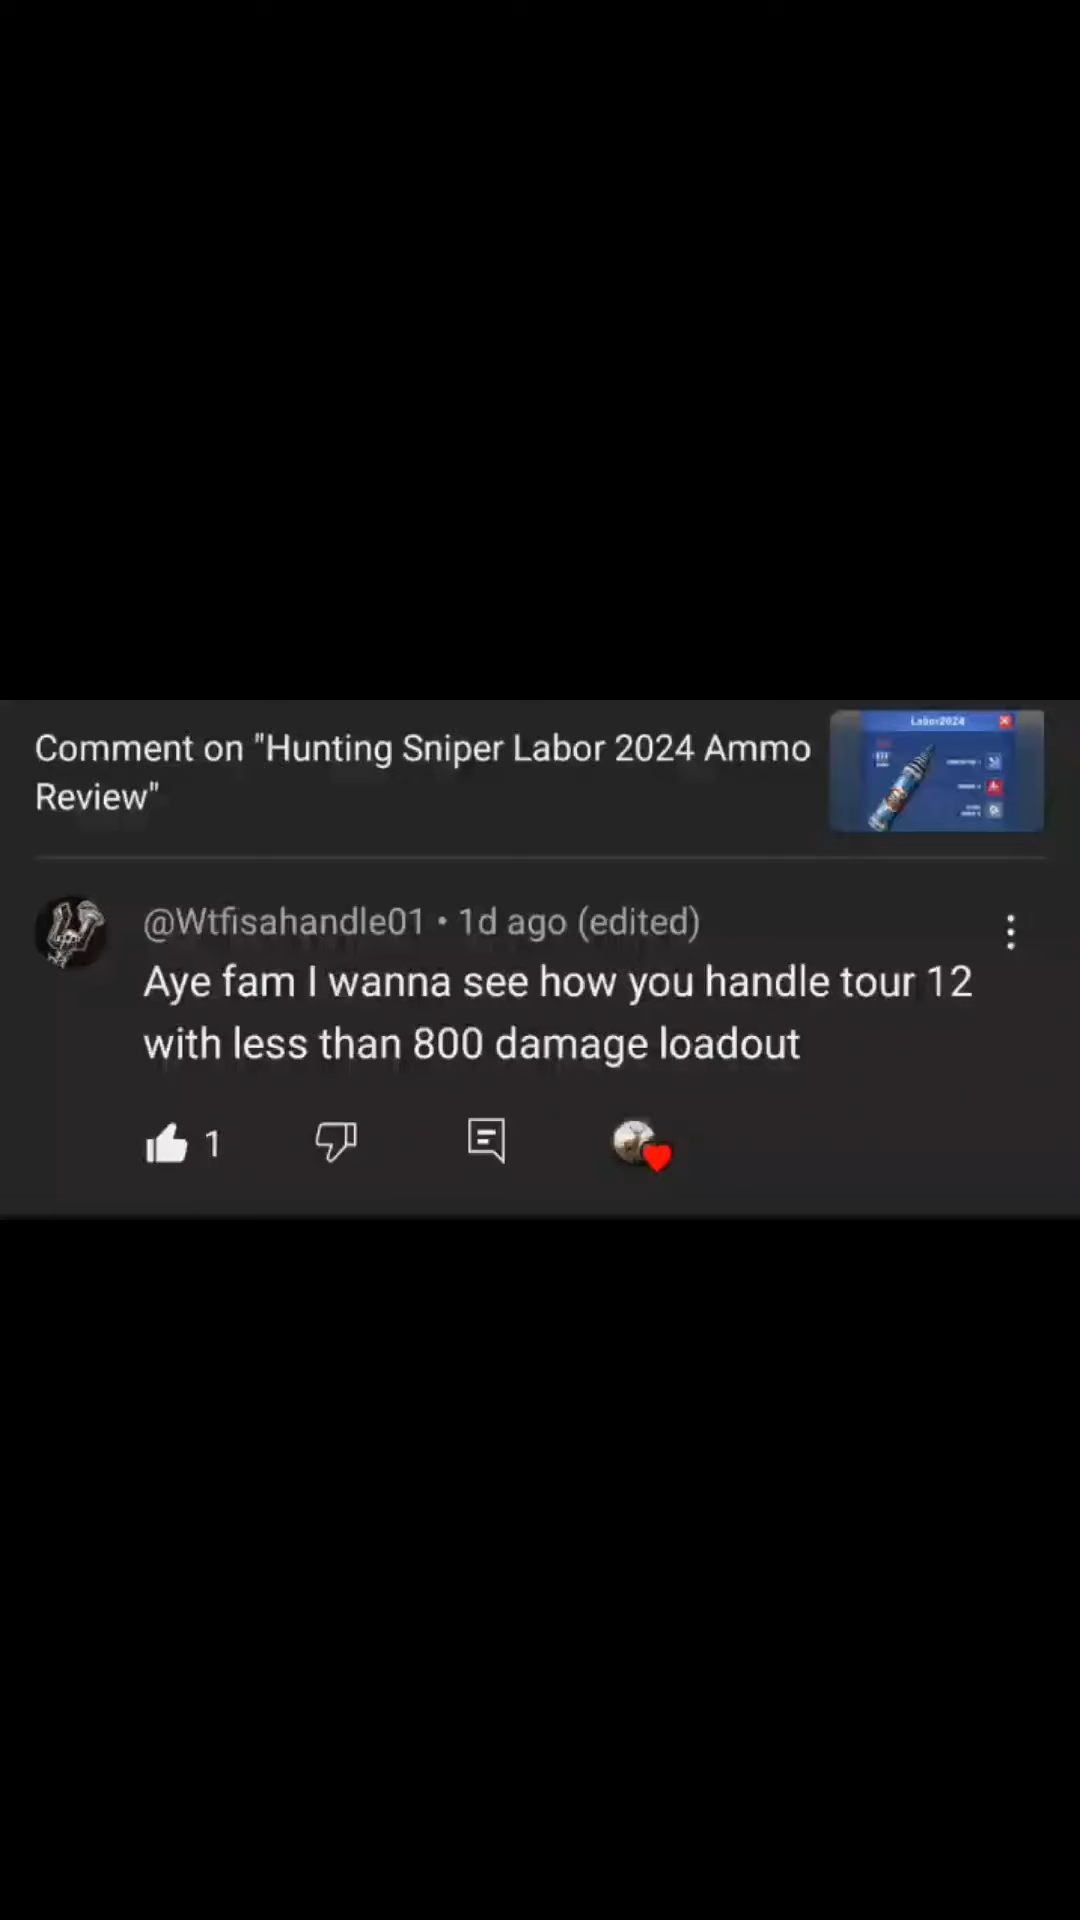 Labor2024
Comment on "Hunting Sniper Labor 2024 Ammo
Review"
@Wtfisahandle01 • 1d ago (edited)
Aye fam I wanna see how you handle tour 12
with less than 800 damage loadout
1